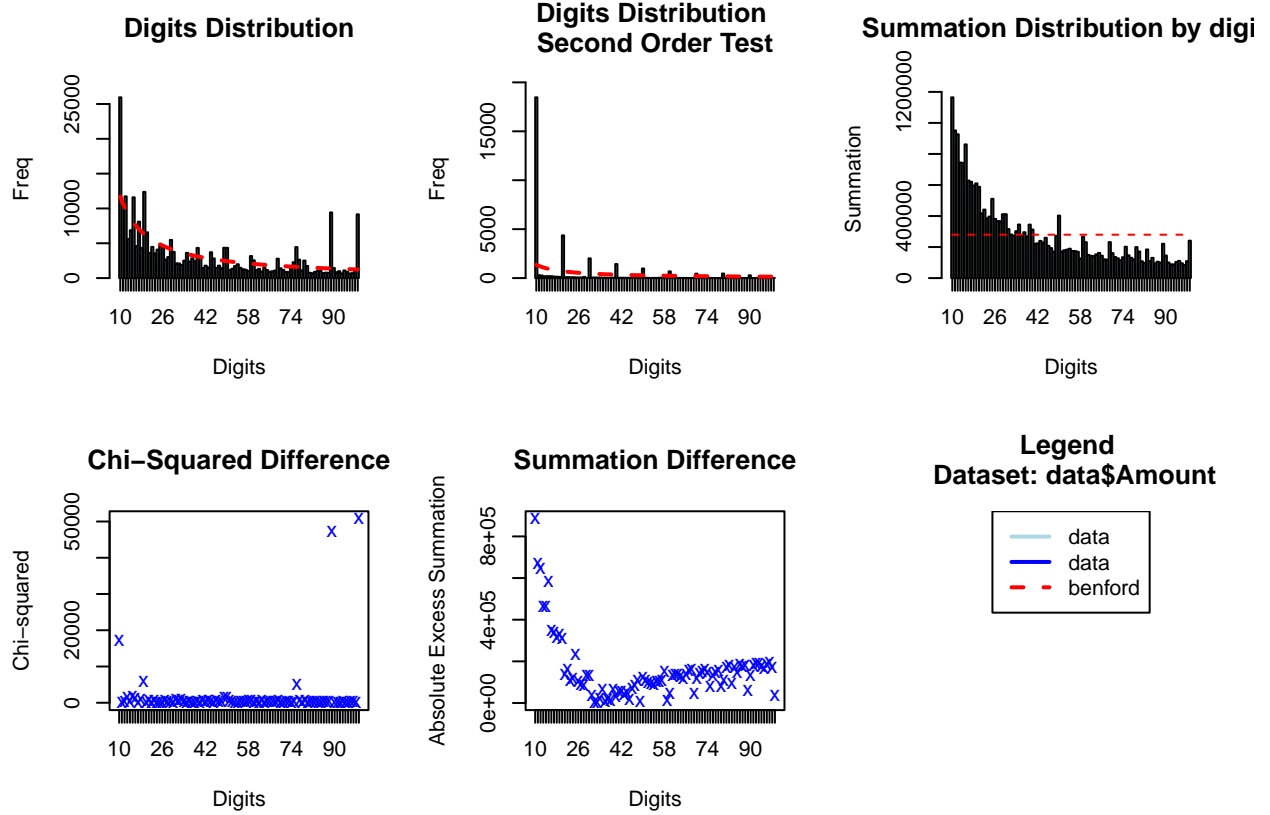 Digits Distribution
Freq
0
10000
25000
10 26 42 58 74 90
Digits
Digits Distribution
Second Order Test
Freq
0
5000
15000
10 26 42 58 74 90
Digits
Summation Distribution by digi
Summation
0
400000
1200000
10 26 42 58 74 90
Digits
Chi−Squared Difference
Chi−squared
0
20000
50000
10 26 42 58 74 90
Digits
Summation Difference
Absolute Excess Summation
0e+00
4e+05
8e+05
10 26 42 58 74 90
Digits
Legend
Dataset: data$Amount
data
data
benford